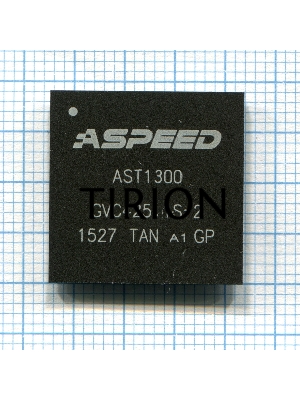 ASPEED
AST1300
TIRION
1527 TAN A1 GP